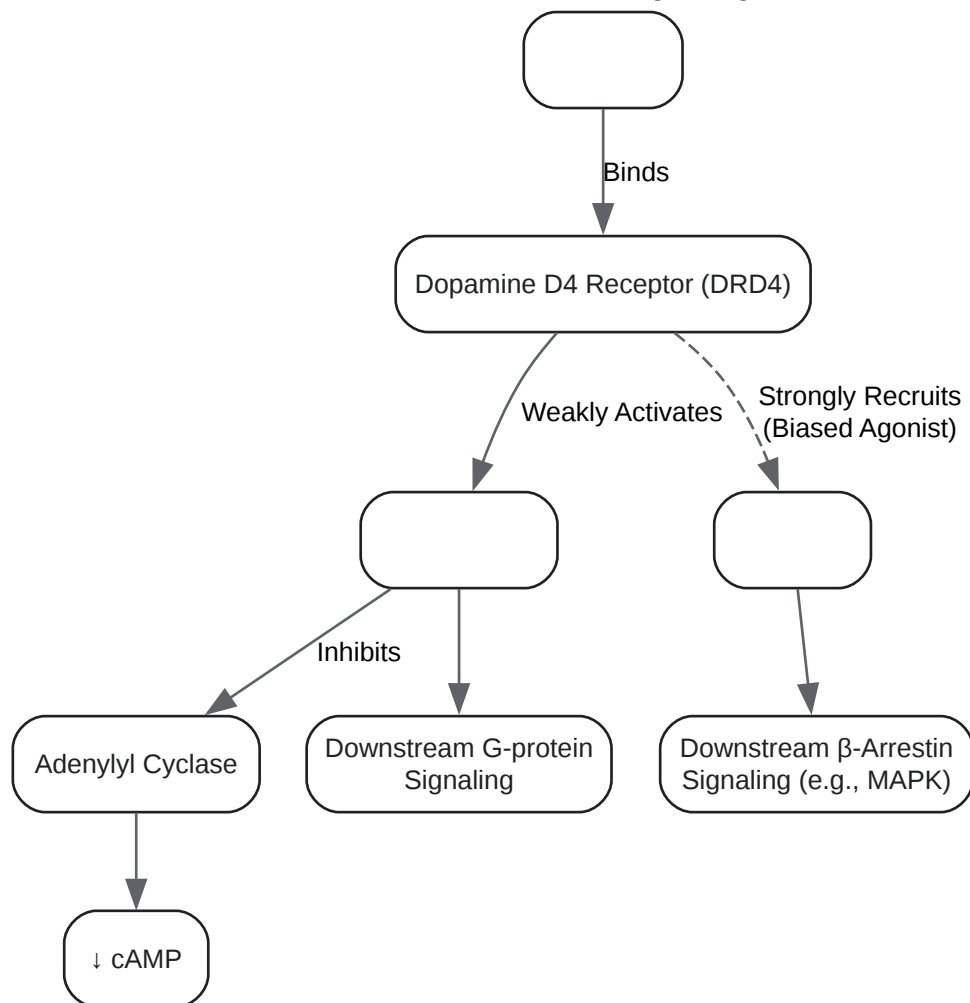 Binds
Dopamine D4 Receptor (DRD4)
Weakly Activates
Strongly Recruits
(Biased Agonist)
Inhibits
Adenylyl Cyclase
Downstream G-protein
Signaling
Downstream β-Arrestin
Signaling (e.g., MAPK)
↓ cAMP